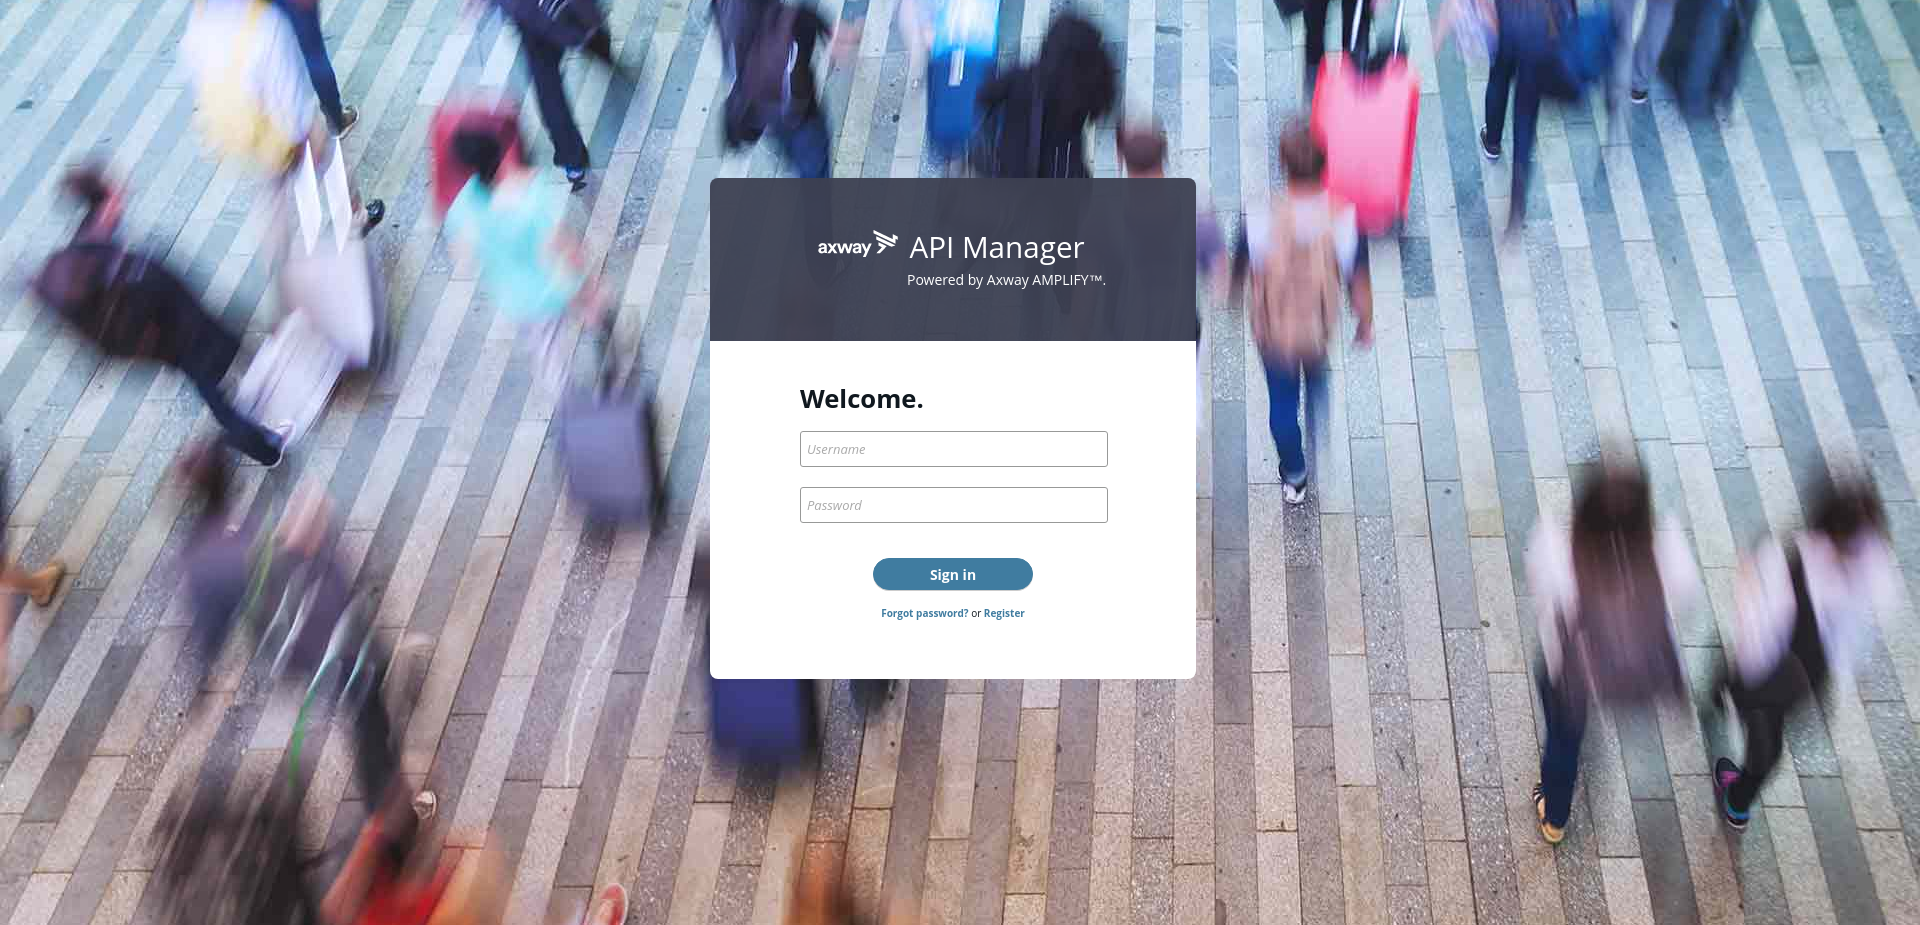 axway API Manager
Powered by Axway AMPLIFY™.
Welcome.
Username
Password
Sign in
Forgot password? or Register